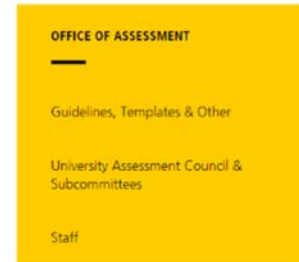 OFFICE OF ASSESSMENT
Guidelines, Templates & Other
University Assessment Council &
Subcommittees
Staff